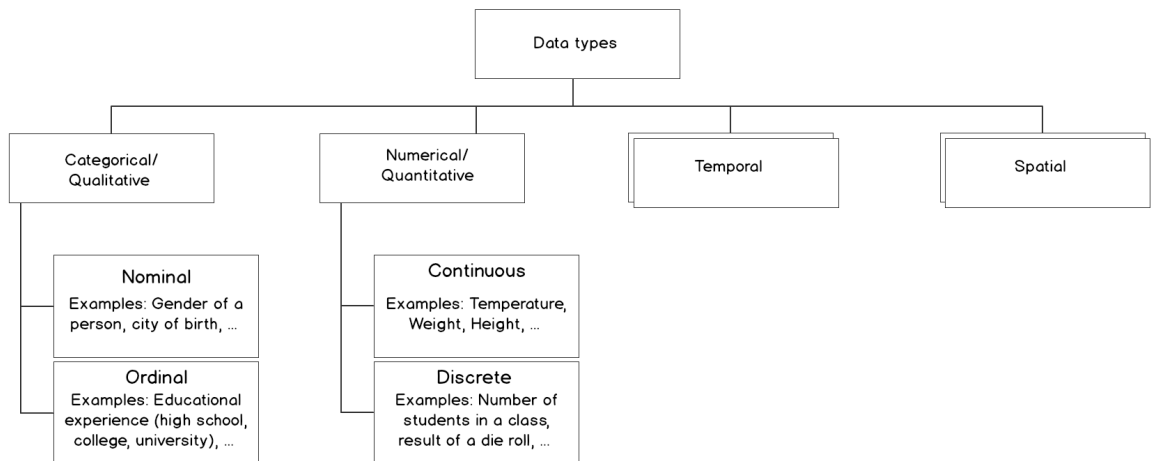 Data types
Categorical/
Qualitative
Numerical/
Quantitative
Temporal
Spatial
Nominal
Examples: Gender of a
person, city of birth, ...
Ordinal
Examples: Educational
experience (high school,
college, university), ...
Continuous
Examples: Temperature,
Weight, Height, ...
Discrete
Examples: Number of
students in a class,
result of a die roll, ...